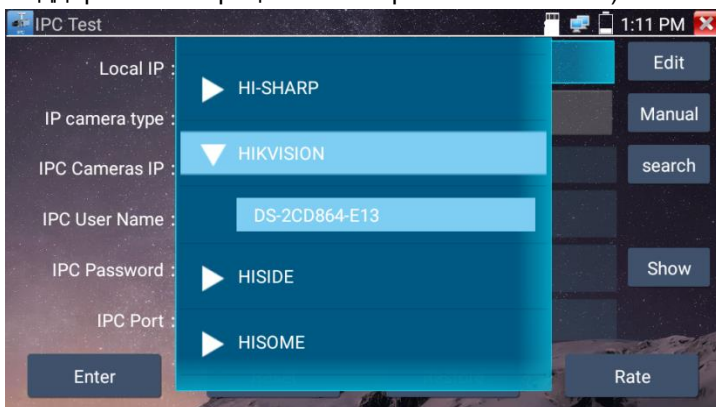 IPC Test
1:11 PM
Local IP :
Edit
HI-SHARP
IP camera type :
Manual
HIKVISION
IPC Cameras IP :
search
IPC User Name :
DS-2CD864-E13
IPC Password :
HISIDE
Show
IPC Port :
HISOME
Enter
Rate